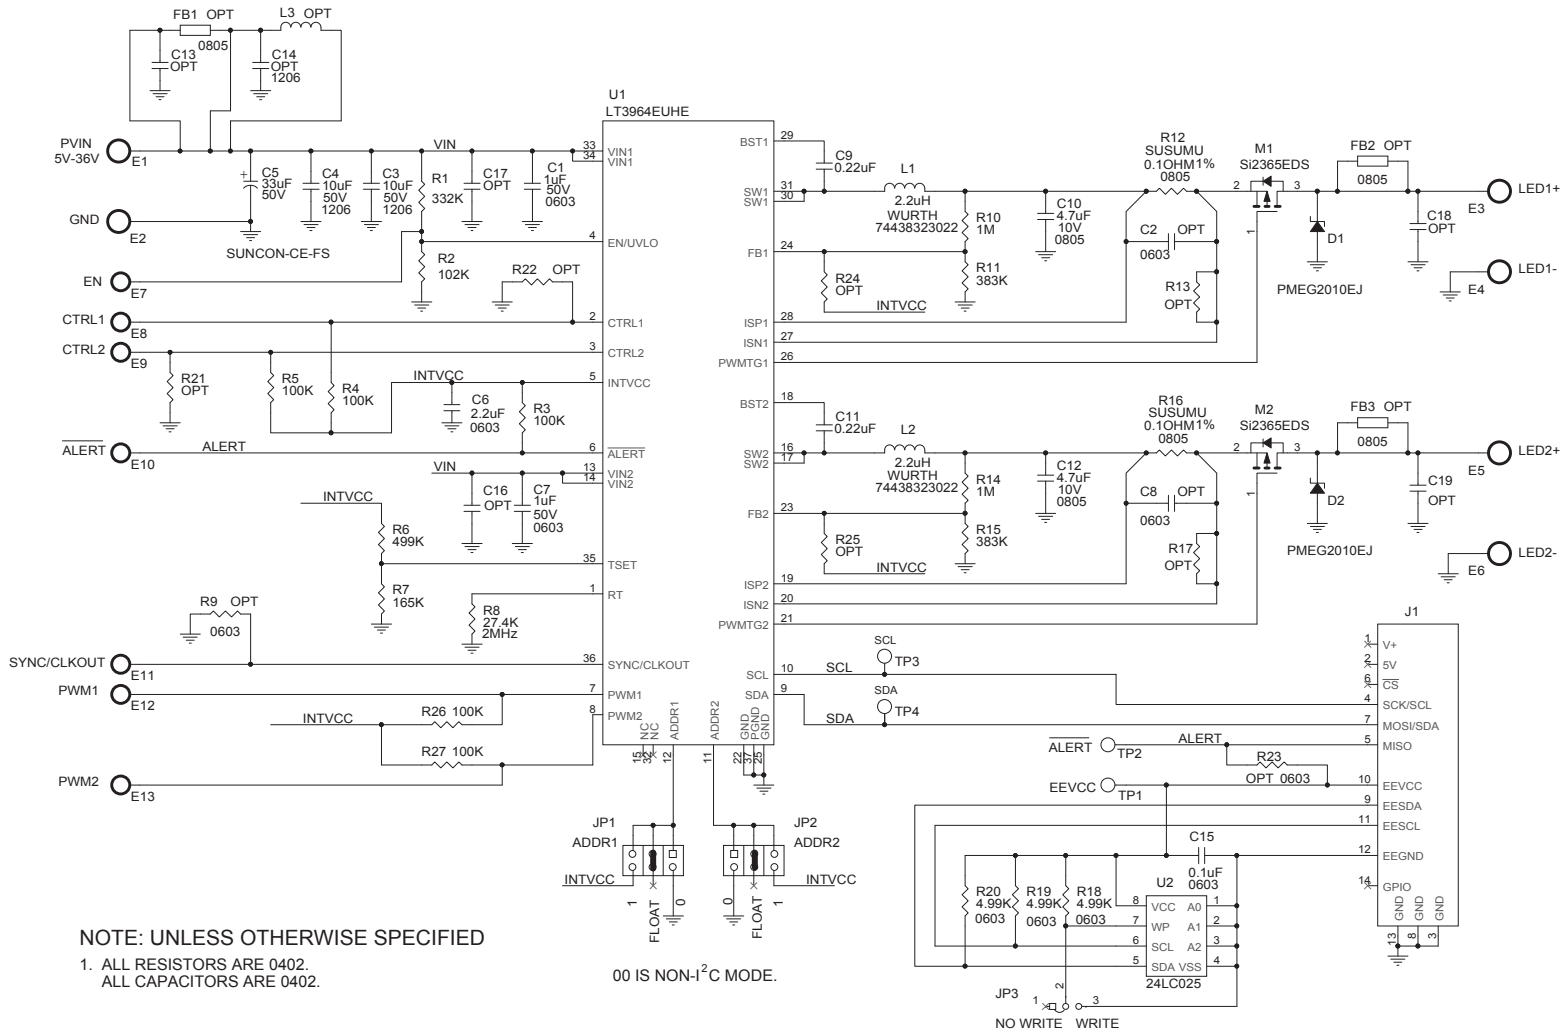 FB1 OPT
0805
L3 OPT
C13
OPT
C14
OPT
1206
PVIN
5V-36V
E1
VIN
C5
33uF
50V
+
C4
10uF
50V
1206
C3
10uF
50V
1206
R1
332K
C17
OPT
C1
1uF
50V
0603
GND
E2
SUNCON-CE-FS
R2
102K
EN
E7
R22 OPT
CTRL1
E8
CTRL2
E9
R21
OPT
R5
100K
R4
100K
INTVCC
C6
2.2uF
0603
R3
100K
ALERT
E10
ALERT
VIN
C16
OPT
C7
1uF
50V
0603
INTVCC
R6
499K
R7
165K
R8
27.4K
2MHz
R9 OPT
0603
SYNC/CLKOUT
E11
PWM1
E12
INTVCC
R26 100K
R27 100K
PWM2
E13
U1
LT3964EUHE
33 VIN1
34 VIN1
4 EN/UVLO
2 CTRL1
3 CTRL2
5 INTVCC
6 ALERT
13 VIN2
14 VIN2
35 TSET
1 RT
36 SYNC/CLKOUT
7 PWM1
8 PWM2
BST1 29
SW1 31
SW1 30
FB1 24
ISP1 28
ISN1 27
PWMTG1 26
BST2 18
SW2 16
SW2 17
FB2 23
ISP2 19
ISN2 20
PWMTG2 21
SCL 10
SDA 9
NC
NC
ADDR1
ADDR2
GND
PGND
GND
15
32
12
11
22
37
25
C9
0.22uF
L1
2.2uH
WURTH
74438323022
R10
1M
R11
383K
R24
OPT
INTVCC
C10
4.7uF
10V
0805
R12
SUSUMU
0.1OHM1%
0805
C2 OPT
0603
R13
OPT
M1
Si2365EDS
2
3
1
D1
PMEG2010EJ
FB2 OPT
0805
C18
OPT
LED1+
E3
LED1-
E4
C11
0.22uF
L2
2.2uH
WURTH
74438323022
R14
1M
R15
383K
R25
OPT
INTVCC
C12
4.7uF
10V
0805
R16
SUSUMU
0.1OHM1%
0805
C8 OPT
0603
R17
OPT
M2
Si2365EDS
2
3
1
D2
PMEG2010EJ
FB3 OPT
0805
C19
OPT
LED2+
E5
LED2-
E6
SCL
TP3
SCL
SDA
TP4
SDA
ALERT
TP2
ALERT
R23
OPT 0603
EEVCC
TP1
J1
1 V+
2 5V
6 CS
4 SCK/SCL
7 MOSI/SDA
5 MISO
10 EEVCC
9 EESDA
11 EESCL
12 EEGND
14 GPIO
GND
GND
GND
13
8
3
C15
0.1uF
0603
R20
4.99K
0603
R19
4.99K
0603
R18
4.99K
0603
U2
8 VCC A0 1
7 WP A1 2
6 SCL A2 3
5 SDA VSS 4
24LC025
JP3
1
2
3
NO WRITE WRITE
JP1
ADDR1
INTVCC
1
FLOAT
0
JP2
ADDR2
INTVCC
0
FLOAT
1
00 IS NON-I2C MODE.
NOTE: UNLESS OTHERWISE SPECIFIED
1. ALL RESISTORS ARE 0402.
ALL CAPACITORS ARE 0402.